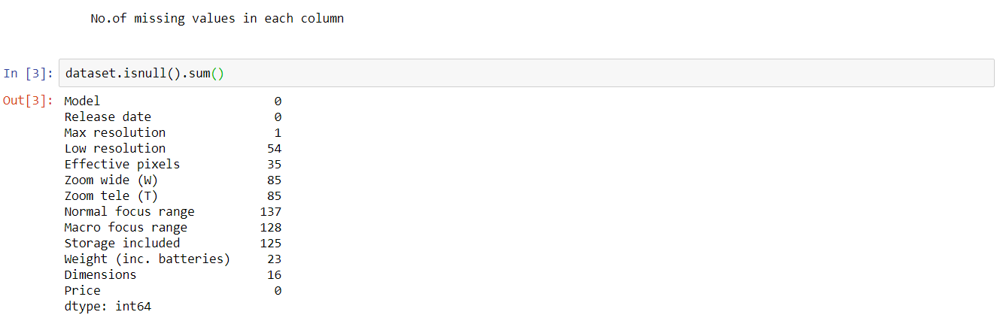 No.of missing values in each column
In [3]: dataset.isnull().sum()
Out[3]: Model 0
Release date 0
Max resolution 1
Low resolution 54
Effective pixels 35
Zoom wide (W) 85
Zoom tele (T) 85
Normal focus range 137
Macro focus range 128
Storage included 125
Weight (inc. batteries) 23
Dimensions 16
Price 0
dtype: int64